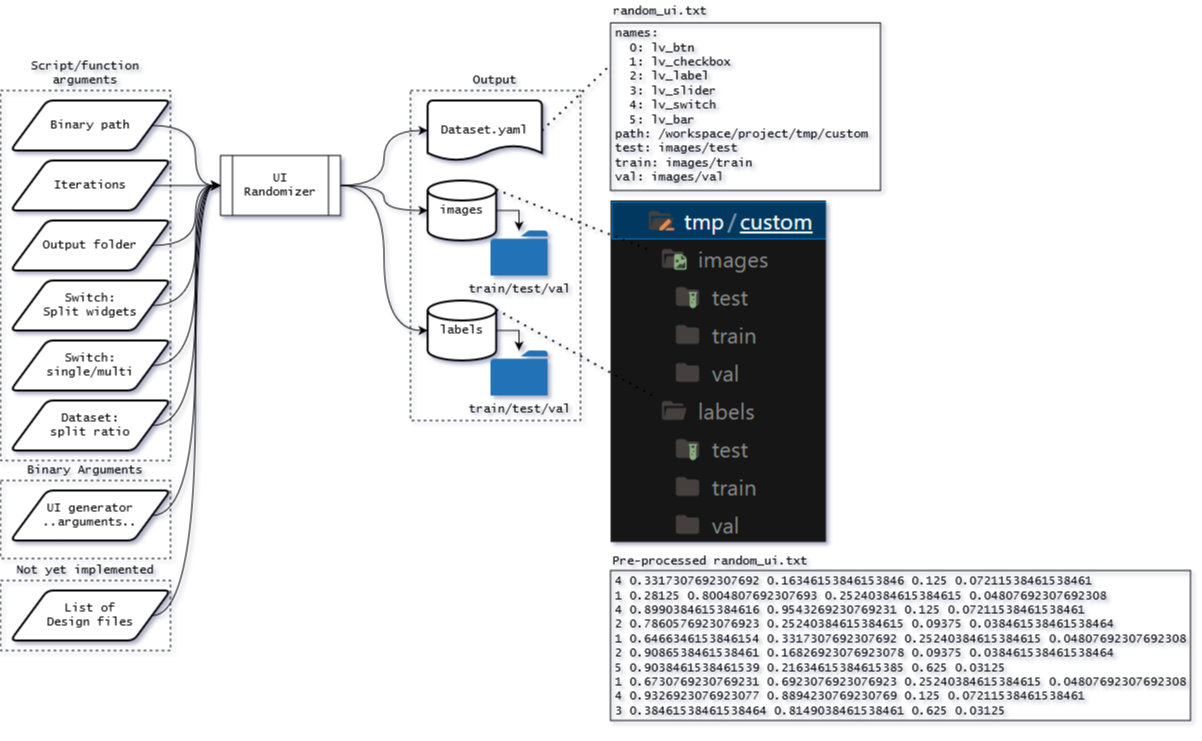 Script/function
arguments
Binary path
Iterations
Output folder
Switch:
Split widgets
Switch:
single/multi
Dataset:
split ratio
Binary Arguments
UI generator
..arguments..
Not yet implemented
List of
Design files
UI
Randomizer
Output
Dataset.yaml
images
train/test/val
labels
train/test/val
random_ui.txt
names:
0: lv_btn
1: lv_checkbox
2: lv_label
3: lv_slider
4: lv_switch
5: lv_bar
path: /workspace/project/tmp/custom
test: images/test
train: images/train
val: images/val
tmp/custom
images
test
train
val
labels
test
train
val
Pre-processed random_ui.txt
4 0.3317307692307692 0.16346153846153846 0.125 0.07211538461538461
1 0.28125 0.8004807692307693 0.25240384615384615 0.04807692307692308
4 0.8990384615384616 0.9543269230769231 0.125 0.07211538461538461
2 0.7860576923076923 0.25240384615384615 0.09375 0.038461538461538464
1 0.6466346153846154 0.3317307692307692 0.25240384615384615 0.04807692307692308
2 0.9086538461538461 0.16826923076923078 0.09375 0.038461538461538464
5 0.9038461538461539 0.21634615384615385 0.625 0.03125
1 0.6730769230769231 0.6923076923076923 0.25240384615384615 0.04807692307692308
4 0.9326923076923077 0.8894230769230769 0.125 0.07211538461538461
3 0.38461538461538464 0.8149038461538461 0.625 0.03125